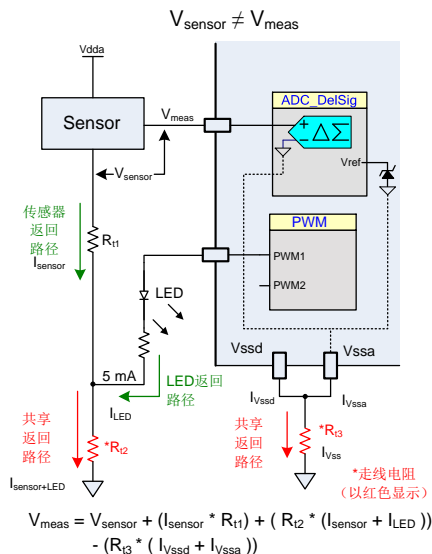 Vsensor ≠ Vmeas
Vdda
Sensor
Vmeas
Vsensor
ADC_DelSig
+
-
ΔΣ
Vref
传感器
返回
路径
Isensor
Rt1
PWM
PWM1
PWM2
LED
5 mA
LED返回
路径
ILED
Vssd
Vssa
IVssd
IVssa
共享
返回
路径
*Rt2
Isensor+LED
共享
返回
路径
*Rt3
IVss
*走线电阻
(以红色显示)
Vmeas = Vsensor + (Isensor * Rt1) + ( Rt2 * (Isensor + ILED ))
- (Rt3 * ( IVssd + IVssa))